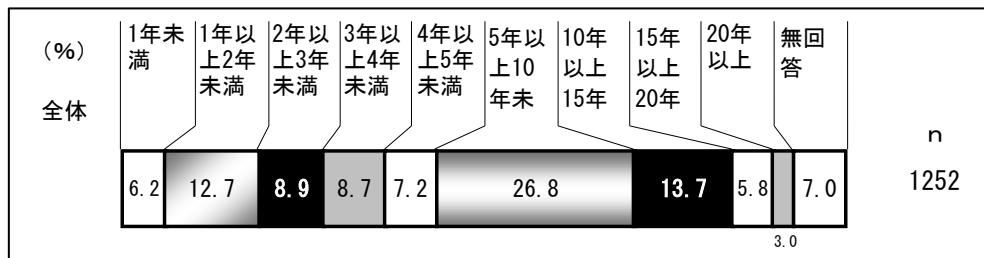 （%）
全体
1年未
満
1年以
上2年
未満
2年以
上3年
未満
3年以
上4年
未満
4年以
上5年
未満
5年以
上10
年未
10年
以上
15年
15年
以上
20年
20年
以上
無回
答
n
6.2
12.7
8.9
8.7
7.2
26.8
13.7
5.8
3.0
7.0
1252